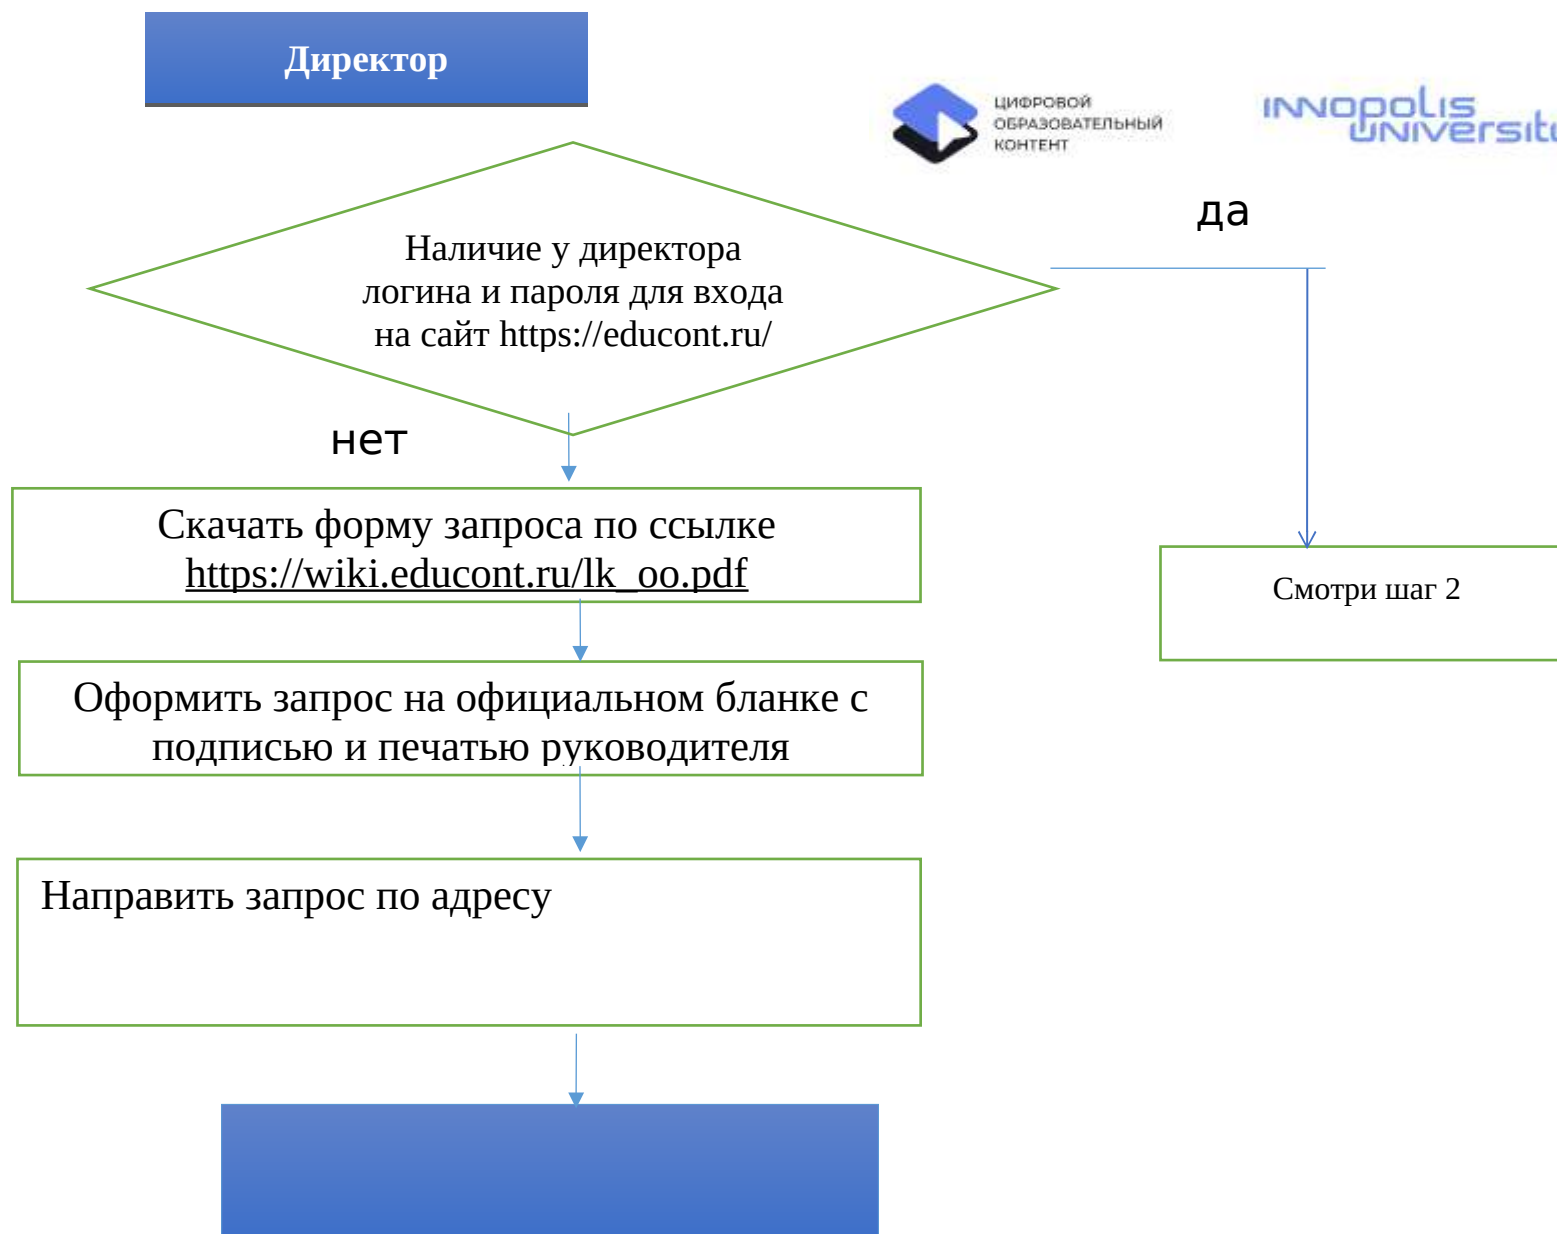 Директор
ЦИФРОВОЙ
ОБРАЗОВАТЕЛЬНЫЙ
КОНТЕНТ
INNOPOLIS
UNIVERSITY
да
Наличие у директора
логина и пароля для входа
на сайт https://educont.ru/
нет
Скачать форму запроса по ссылке
https://wiki.educont.ru/lk_oo.pdf
Смотри шаг 2
Оформить запрос на официальном бланке с
подписью и печатью руководителя
Направить запрос по адресу